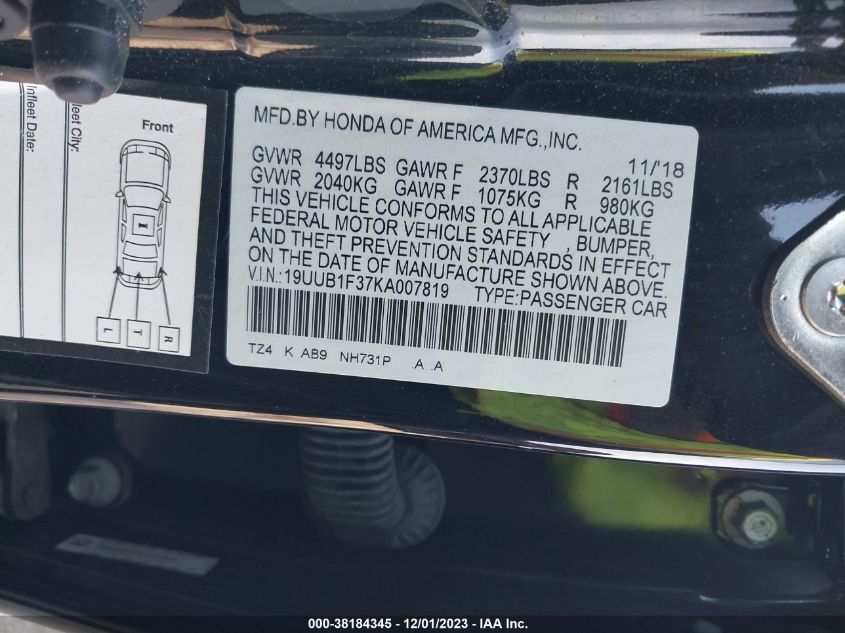 Infleet Date:
fleet City:
Front
L
T
R
MFD.BY HONDA OF AMERICA MFG.,INC.
11/'18
GVWR 4497LBS GAWR F 2370LBS R 2161LBS
GVWR 2040KG GAWR F 1075KG R 980KG
THIS VEHICLE CONFORMS TO ALL APPLICABLE
FEDERAL MOTOR VEHICLE SAFETY , BUMPER,
AND THEFT PREVENTION STANDARDS IN EFFECT
ON THE DATE OF MANUFACTURE SHOWN ABOVE.
V.I.N.:19UUB1F37KA007819 TYPE:PASSENGER CAR
TZ4 K AB9 NH731P .A .A
000-38184345 - 12/01/2023 - IAA Inc.